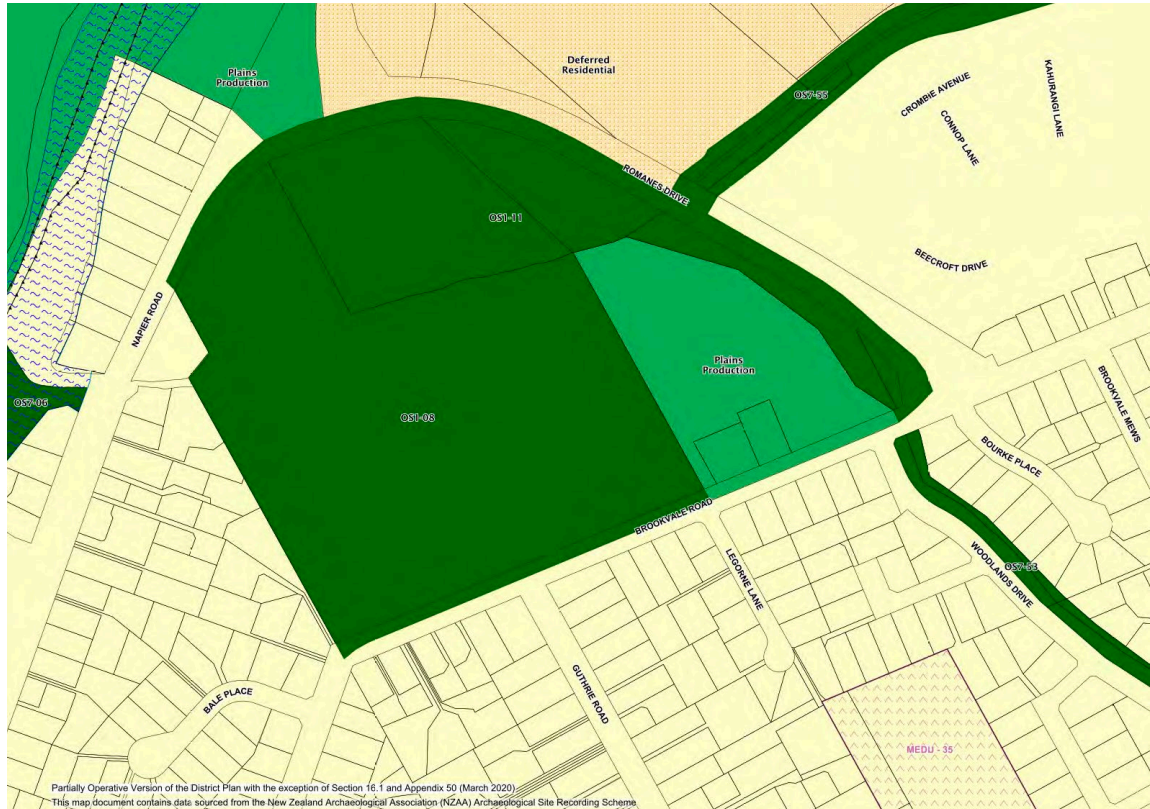 Deferred
Residential
Plains
Production
OS7-55
CROMBIE AVENUE
KAHURANGI LANE
CONNOP LANE
ROMANES DRIVE
OS1-11
BEECROFT DRIVE
NAPIER ROAD
Plains
Production
BROOKVALE MEWS
OS7-06
OS1-08
BOURKE PLACE
BROOKVALE ROAD
LEGORNE LANE
WOODLANDS DRIVE
OS7-53
GUTHRIE ROAD
BALE PLACE
MEDU - 35
Partially Operative Version of the District Plan with the exception of Section 16.1 and Appendix 50 (March 2020)
This map document contains data sourced from the New Zealand Archaeological Association (NZAA) Archaeological Site Recording Scheme